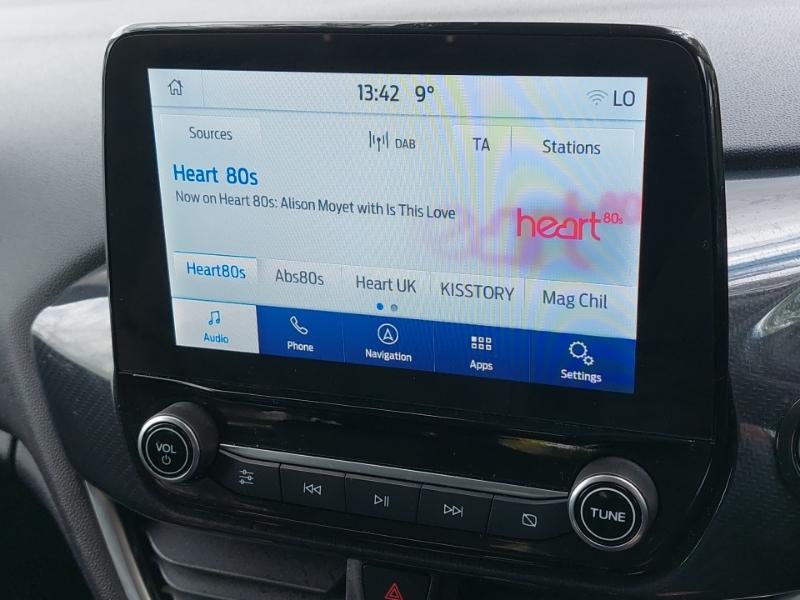 13:42 9° LO
Sources DAB TA Stations
Heart 80s
Now on Heart 80s: Alison Moyet with Is This Love
heart 80s
Heart80s Abs80s Heart UK KISSTORY Mag Chil
Audio Phone Navigation Apps Settings
VOL
TUNE